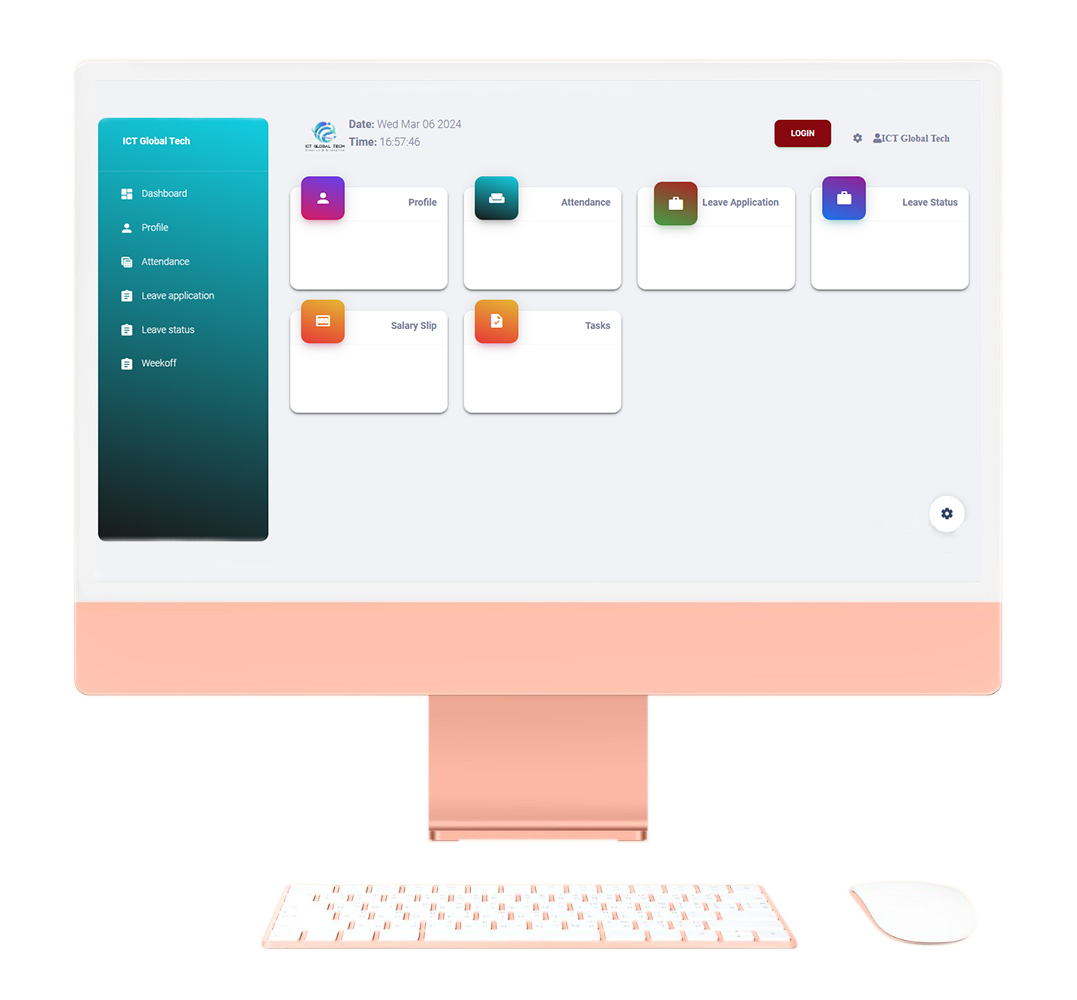 ICT Global Tech
Dashboard
Profile
Attendance
Leave application
Leave status
Weekoff
ICT GLOBAL TECH
Date: Wed Mar 06 2024
Time: 16:57:46
LOGIN
ICT Global Tech
Profile
Attendance
Leave Application
Leave Status
Salary Slip
Tasks